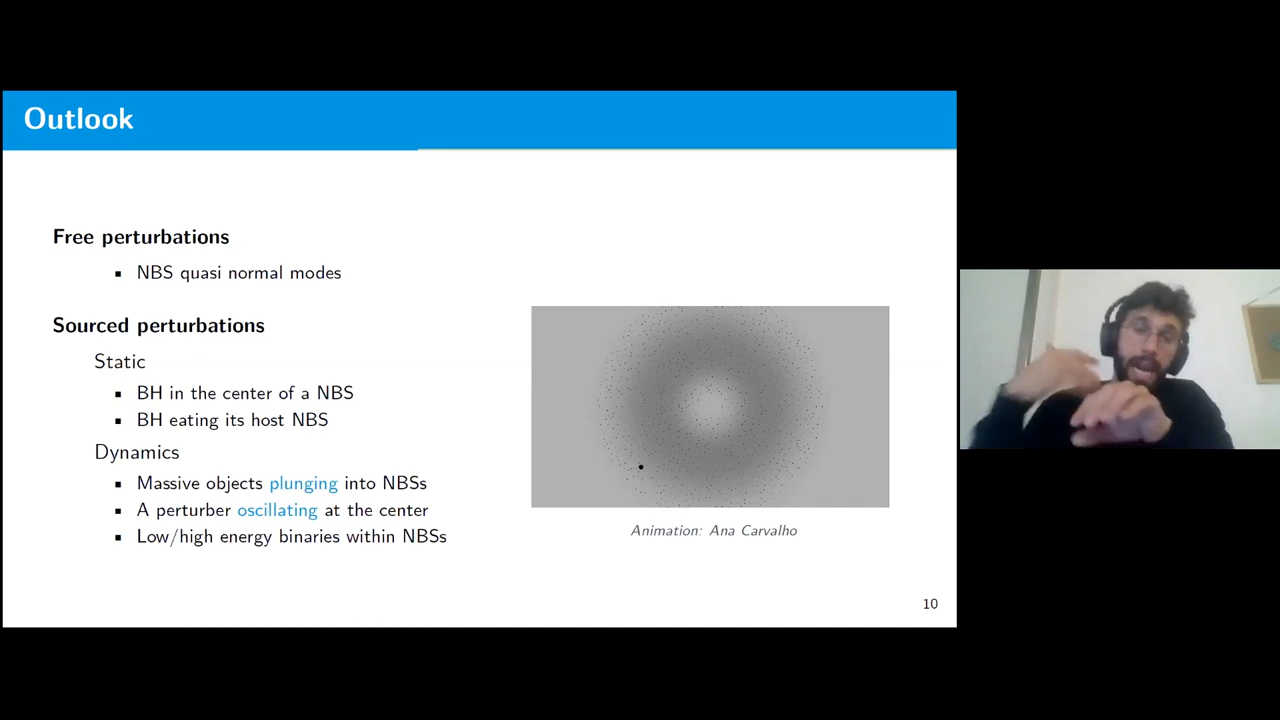 Outlook
Free perturbations
▪ NBS quasi normal modes
Sourced perturbations
Static
▪ BH in the center of a NBS
▪ BH eating its host NBS
Dynamics
▪ Massive objects plunging into NBSs
▪ A perturber oscillating at the center
▪ Low/high energy binaries within NBSs
Animation: Ana Carvalho
10